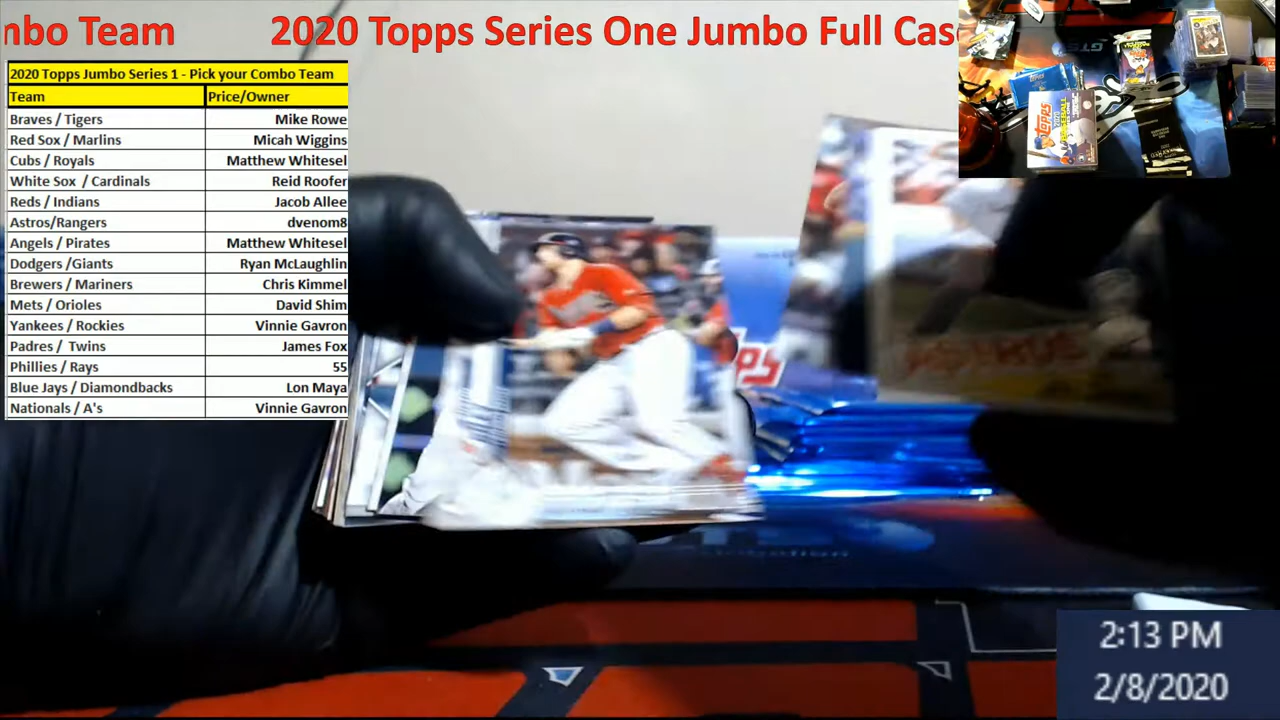 nbo Team 2020 Topps Series One Jumbo Full Cas
2020 Topps Jumbo Series 1 - Pick your Combo Team
Team Price/Owner
Braves / Tigers Mike Rowe
Red Sox / Marlins Micah Wiggins
Cubs / Royals Matthew Whitesel
White Sox / Cardinals Reid Roofer
Reds / Indians Jacob Allee
Astros/Rangers dvenom8
Angels / Pirates Matthew Whitesel
Dodgers /Giants Ryan McLaughlin
Brewers / Mariners Chris Kimmel
Mets / Orioles David Shim
Yankees / Rockies Vinnie Gavron
Padres / Twins James Fox
Phillies / Rays 55
Blue Jays / Diamondbacks Lon Maya
Nationals / A's Vinnie Gavron
GTS
Topps
ps
2:13 PM
2/8/2020